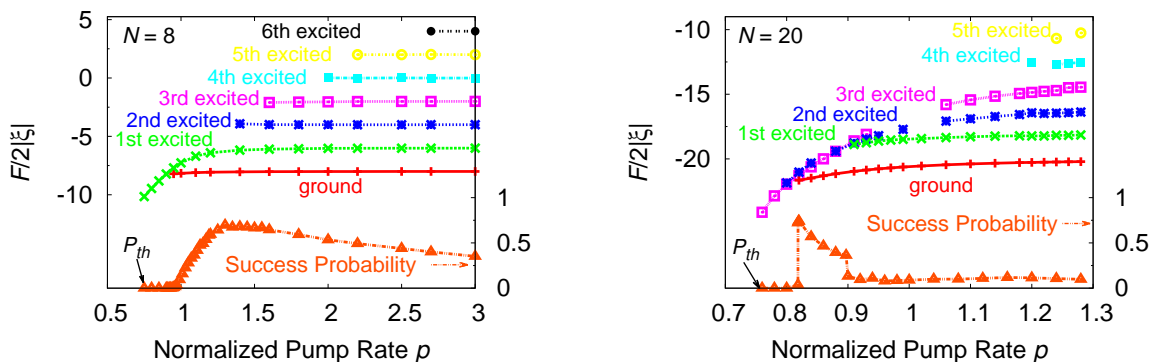 N = 8
6th excited
5th excited
4th excited
3rd excited
2nd excited
1st excited
ground
P_th
Success Probability
F/2|ξ|
5
0
-5
-10
1
0.5
0
0.5 1 1.5 2 2.5 3
Normalized Pump Rate p
N = 20
5th excited
4th excited
3rd excited
2nd excited
1st excited
ground
P_th
Success Probability
F/2|ξ|
-10
-15
-20
1
0.5
0
0.7 0.8 0.9 1.0 1.1 1.2 1.3
Normalized Pump Rate p